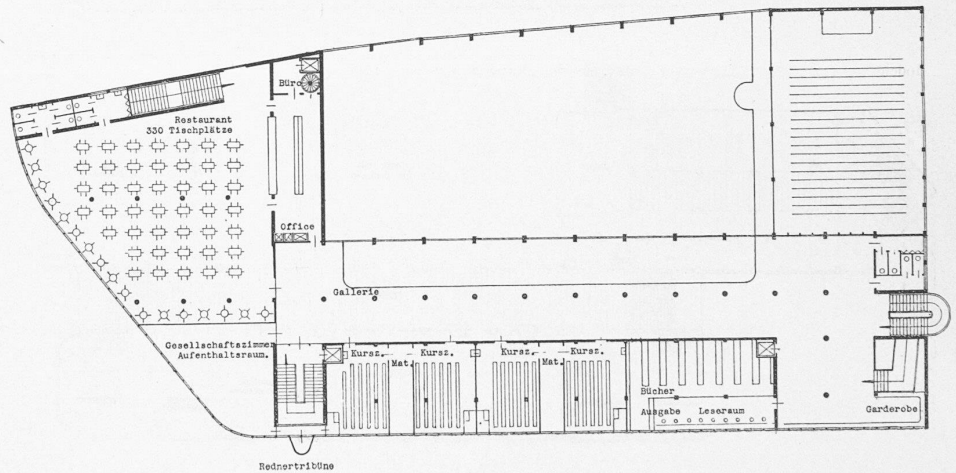 Büro
Restaurant
330 Tischplätze
Office
Gallerie
Gesellschaftszimmer
Aufenthaltsraum.
Kursz.
Kursz.
Kursz.
Kursz.
Mat.
Mat.
Bücher
Ausgabe
Leseraum
Garderobe
Rednertribüne